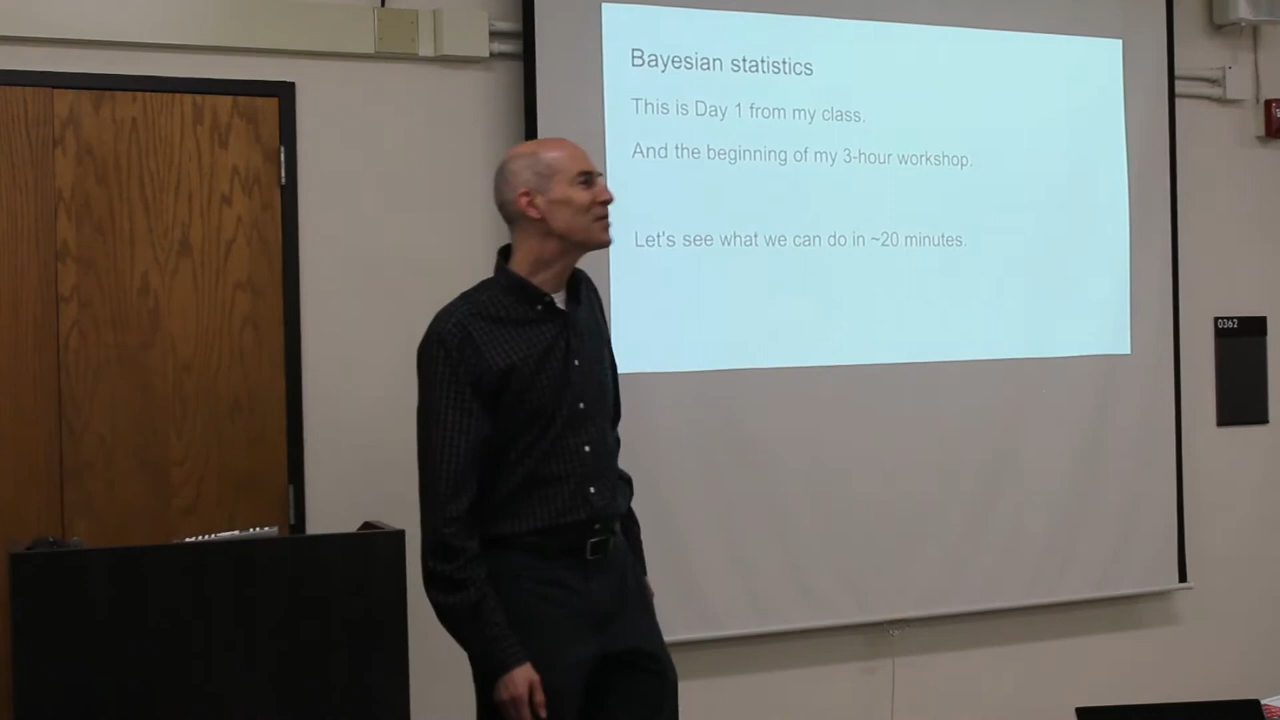 Bayesian statistics
This is Day 1 from my class.
And the beginning of my 3-hour workshop.
Let's see what we can do in ~20 minutes.
0362